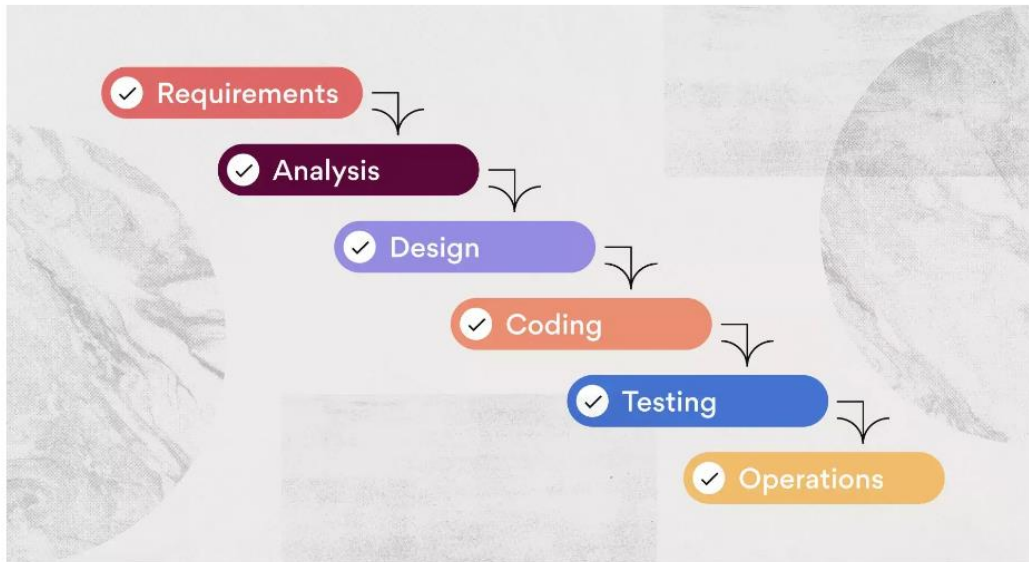 Requirements
Analysis
Design
Coding
Testing
Operations